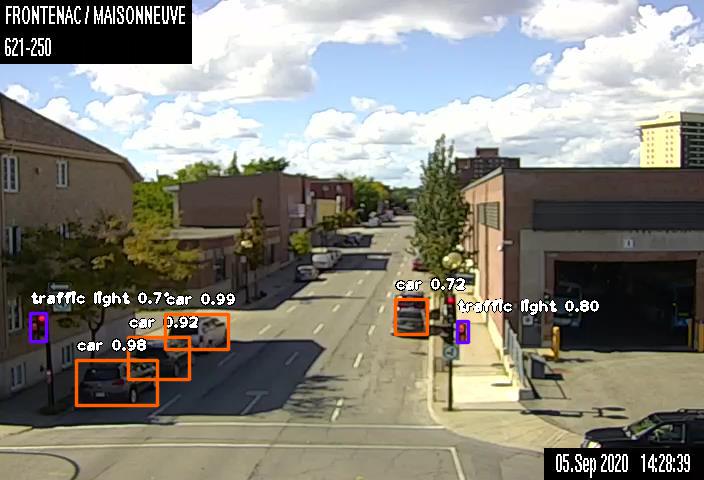 FRONTENAC / MAISONNEUVE
621-250
car 0.72
traffic light 0.7
car 0.99
traffic light 0.80
car 0.92
car 0.98
05.Sep 2020 14:28:39